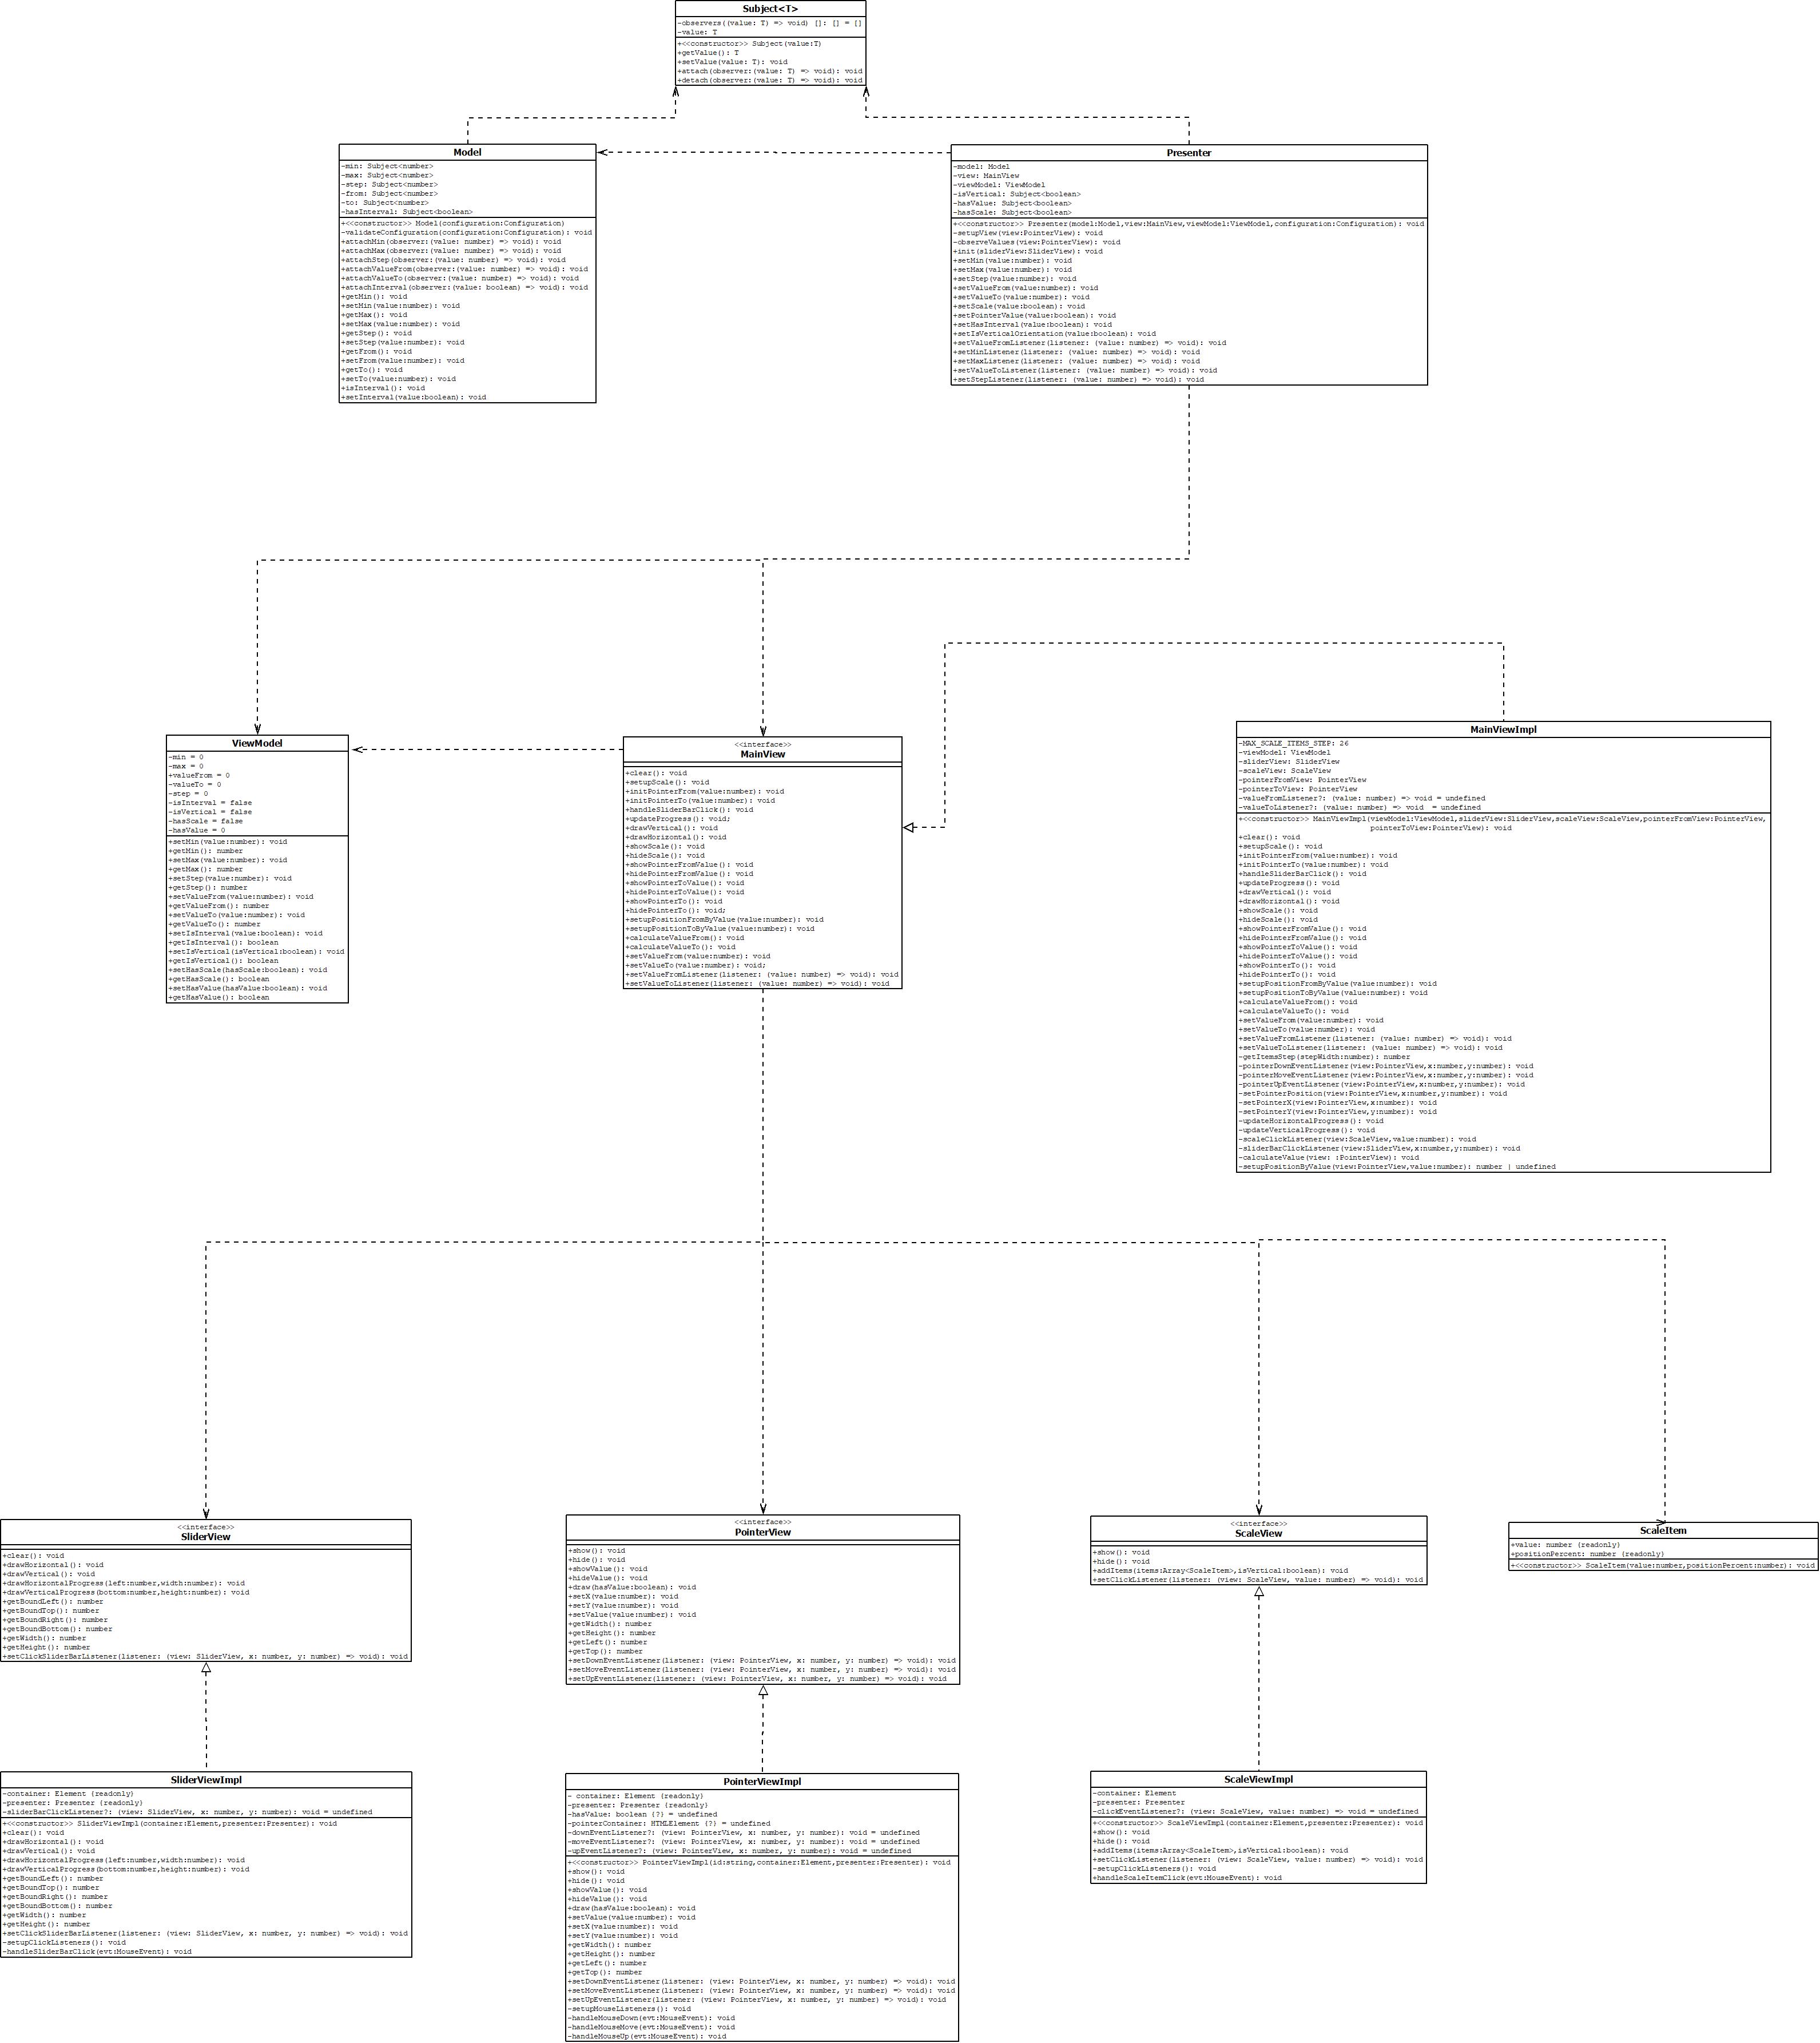 Subject<T>
-observers((value: T) => void) []: [] = []
-value: T
+<<constructor>> Subject(value:T)
+getValue(): T
+setValue(value: T): void
+attach(observer:(value: T) => void): void
+detach(observer:(value: T) => void): void
Model
-min: Subject<number>
-max: Subject<number>
-step: Subject<number>
-from: Subject<number>
-to: Subject<number>
-hasInterval: Subject<boolean>
+<<constructor>> Model(configuration:Configuration)
-validateConfiguration(configuration:Configuration): void
+attachMin(observer:(value: number) => void): void
+attachMax(observer:(value: number) => void): void
+attachStep(observer:(value: number) => void): void
+attachValueFrom(observer:(value: number) => void): void
+attachValueTo(observer:(value: number) => void): void
+attachInterval(observer:(value: boolean) => void): void
+getMin(): void
+setMin(value:number): void
+getMax(): void
+setMax(value:number): void
+getStep(): void
+setStep(value:number): void
+getFrom(): void
+setFrom(value:number): void
+getTo(): void
+setTo(value:number): void
+isInterval(): void
+setInterval(value:boolean): void
Presenter
-model: Model
-view: MainView
-viewModel: ViewModel
-isVertical: Subject<boolean>
-hasValue: Subject<boolean>
-hasScale: Subject<boolean>
+<<constructor>> Presenter(model:Model,view:MainView,viewModel:ViewModel,configuration:Configuration): void
-setupView(view:PointerView): void
-observeValues(view:PointerView): void
+init(sliderView:SliderView): void
+setMin(value:number): void
+setMax(value:number): void
+setStep(value:number): void
+setValueFrom(value:number): void
+setValueTo(value:number): void
+setScale(value:boolean): void
+setPointerValue(value:boolean): void
+setHasInterval(value:boolean): void
+setIsVerticalOrientation(value:boolean): void
+setValueFromListener(listener: (value: number) => void): void
+setMinListener(listener: (value: number) => void): void
+setMaxListener(listener: (value: number) => void): void
+setValueToListener(listener: (value: number) => void): void
+setStepListener(listener: (value: number) => void): void
ViewModel
-min = 0
-max = 0
+valueFrom = 0
-valueTo = 0
-step = 0
-isInterval = false
-isVertical = false
-hasScale = false
-hasValue = 0
+setMin(value:number): void
+getMin(): number
+setMax(value:number): void
+getMax(): number
+setStep(value:number): void
+getStep(): number
+setValueFrom(value:number): void
+getValueFrom(): number
+setValueTo(value:number): void
+getValueTo(): number
+setIsInterval(value:boolean): void
+getIsInterval(): boolean
+setIsVertical(isVertical:boolean): void
+getIsVertical(): boolean
+setHasScale(hasScale:boolean): void
+getHasScale(): boolean
+setHasValue(hasValue:boolean): void
+getHasValue(): boolean
<<interface>>
MainView
+clear(): void
+setupScale(): void
+initPointerFrom(value:number): void
+initPointerTo(value:number): void
+handleSliderBarClick(): void
+updateProgress(): void;
+drawVertical(): void
+drawHorizontal(): void
+showScale(): void
+hideScale(): void
+showPointerFromValue(): void
+hidePointerFromValue(): void
+showPointerToValue(): void
+hidePointerToValue(): void
+showPointerTo(): void
+hidePointerTo(): void;
+setupPositionFromByValue(value:number): void
+setupPositionToByValue(value:number): void
+calculateValueFrom(): void
+calculateValueTo(): void
+setValueFrom(value:number): void
+setValueTo(value:number): void;
+setValueFromListener(listener: (value: number) => void): void
+setValueToListener(listener: (value: number) => void): void
MainViewImpl
-MAX_SCALE_ITEMS_STEP: 26
-viewModel: ViewModel
-sliderView: SliderView
-scaleView: ScaleView
-pointerFromView: PointerView
-pointerToView: PointerView
-valueFromListener?: (value: number) => void = undefined
-valueToListener?: (value: number) => void  = undefined
+<<constructor>> MainViewImpl(viewModel:ViewModel,sliderView:SliderView,scaleView:ScaleView,pointerFromView:PointerView,
pointerToView:PointerView): void
+clear(): void
+setupScale(): void
+initPointerFrom(value:number): void
+initPointerTo(value:number): void
+handleSliderBarClick(): void
+updateProgress(): void
+drawVertical(): void
+drawHorizontal(): void
+showScale(): void
+hideScale(): void
+showPointerFromValue(): void
+hidePointerFromValue(): void
+showPointerToValue(): void
+hidePointerToValue(): void
+showPointerTo(): void
+hidePointerTo(): void
+setupPositionFromByValue(value:number): void
+setupPositionToByValue(value:number): void
+calculateValueFrom(): void
+calculateValueTo(): void
+setValueFrom(value:number): void
+setValueTo(value:number): void
+setValueFromListener(listener: (value: number) => void): void
+setValueToListener(listener: (value: number) => void): void
-getItemsStep(stepWidth:number): number
-pointerDownEventListener(view:PointerView,x:number,y:number): void
-pointerMoveEventListener(view:PointerView,x:number,y:number): void
-pointerUpEventListener(view:PointerView,x:number,y:number): void
-setPointerPosition(view:PointerView,x:number,y:number): void
-setPointerX(view:PointerView,x:number): void
-setPointerY(view:PointerView,y:number): void
-updateHorizontalProgress(): void
-updateVerticalProgress(): void
-scaleClickListener(view:ScaleView,value:number): void
-sliderBarClickListener(view:SliderView,x:number,y:number): void
-calculateValue(view: :PointerView): void
-setupPositionByValue(view:PointerView,value:number): number | undefined
<<interface>>
SliderView
+clear(): void
+drawHorizontal(): void
+drawVertical(): void
+drawHorizontalProgress(left:number,width:number): void
+drawVerticalProgress(bottom:number,height:number): void
+getBoundLeft(): number
+getBoundTop(): number
+getBoundRight(): number
+getBoundBottom(): number
+getWidth(): number
+getHeight(): number
+setClickSliderBarListener(listener: (view: SliderView, x: number, y: number) => void): void
<<interface>>
PointerView
+show(): void
+hide(): void
+showValue(): void
+hideValue(): void
+draw(hasValue:boolean): void
+setX(value:number): void
+setY(value:number): void
+setValue(value:number): void
+getWidth(): number
+getHeight(): number
+getLeft(): number
+getTop(): number
+setDownEventListener(listener: (view: PointerView, x: number, y: number) => void): void
+setMoveEventListener(listener: (view: PointerView, x: number, y: number) => void): void
+setUpEventListener(listener: (view: PointerView, x: number, y: number) => void): void
<<interface>>
ScaleView
+show(): void
+hide(): void
+addItems(items:Array<ScaleItem>,isVertical:boolean): void
+setClickListener(listener: (view: ScaleView, value: number) => void): void
ScaleItem
+value: number {readonly}
+positionPercent: number {readonly}
+<<constructor>> ScaleItem(value:number,positionPercent:number): void
SliderViewImpl
-container: Element {readonly}
-presenter: Presenter {readonly}
-sliderBarClickListener?: (view: SliderView, x: number, y: number): void = undefined
+<<constructor>> SliderViewImpl(container:Element,presenter:Presenter): void
+clear(): void
+drawHorizontal(): void
+drawVertical(): void
+drawHorizontalProgress(left:number,width:number): void
+drawVerticalProgress(bottom:number,height:number): void
+getBoundLeft(): number
+getBoundTop(): number
+getBoundRight(): number
+getBoundBottom(): number
+getWidth(): number
+getHeight(): number
+setClickSliderBarListener(listener: (view: SliderView, x: number, y: number) => void): void
-setupClickListeners(): void
-handleSliderBarClick(evt:MouseEvent): void
PointerViewImpl
- container: Element {readonly}
-presenter: Presenter {readonly}
-hasValue: boolean {?} = undefined
-pointerContainer: HTMLElement {?} = undefined
-downEventListener?: (view: PointerView, x: number, y: number): void = undefined
-moveEventListener?: (view: PointerView, x: number, y: number): void = undefined
-upEventListener?: (view: PointerView, x: number, y: number): void = undefined
+<<constructor>> PointerViewImpl(id:string,container:Element,presenter:Presenter): void
+show(): void
+hide(): void
+showValue(): void
+hideValue(): void
+draw(hasValue:boolean): void
+setValue(value:number): void
+setX(value:number): void
+setY(value:number): void
+getWidth(): number
+getHeight(): number
+getLeft(): number
+getTop(): number
+setDownEventListener(listener: (view: PointerView, x: number, y: number) => void): void
+setMoveEventListener(listener: (view: PointerView, x: number, y: number) => void): void
+setUpEventListener(listener: (view: PointerView, x: number, y: number) => void): void
-setupMouseListeners(): void
-handleMouseDown(evt:MouseEvent): void
-handleMouseMove(evt:MouseEvent): void
-handleMouseUp(evt:MouseEvent): void
ScaleViewImpl
-container: Element
-presenter: Presenter
-clickEventListener?: (view: ScaleView, value: number) => void = undefined
+<<constructor>> ScaleViewImpl(container:Element,presenter:Presenter): void
+show(): void
+hide(): void
+addItems(items:Array<ScaleItem>,isVertical:boolean): void
+setClickListener(listener: (view: ScaleView, value: number) => void): void
-setupClickListeners(): void
+handleScaleItemClick(evt:MouseEvent): void